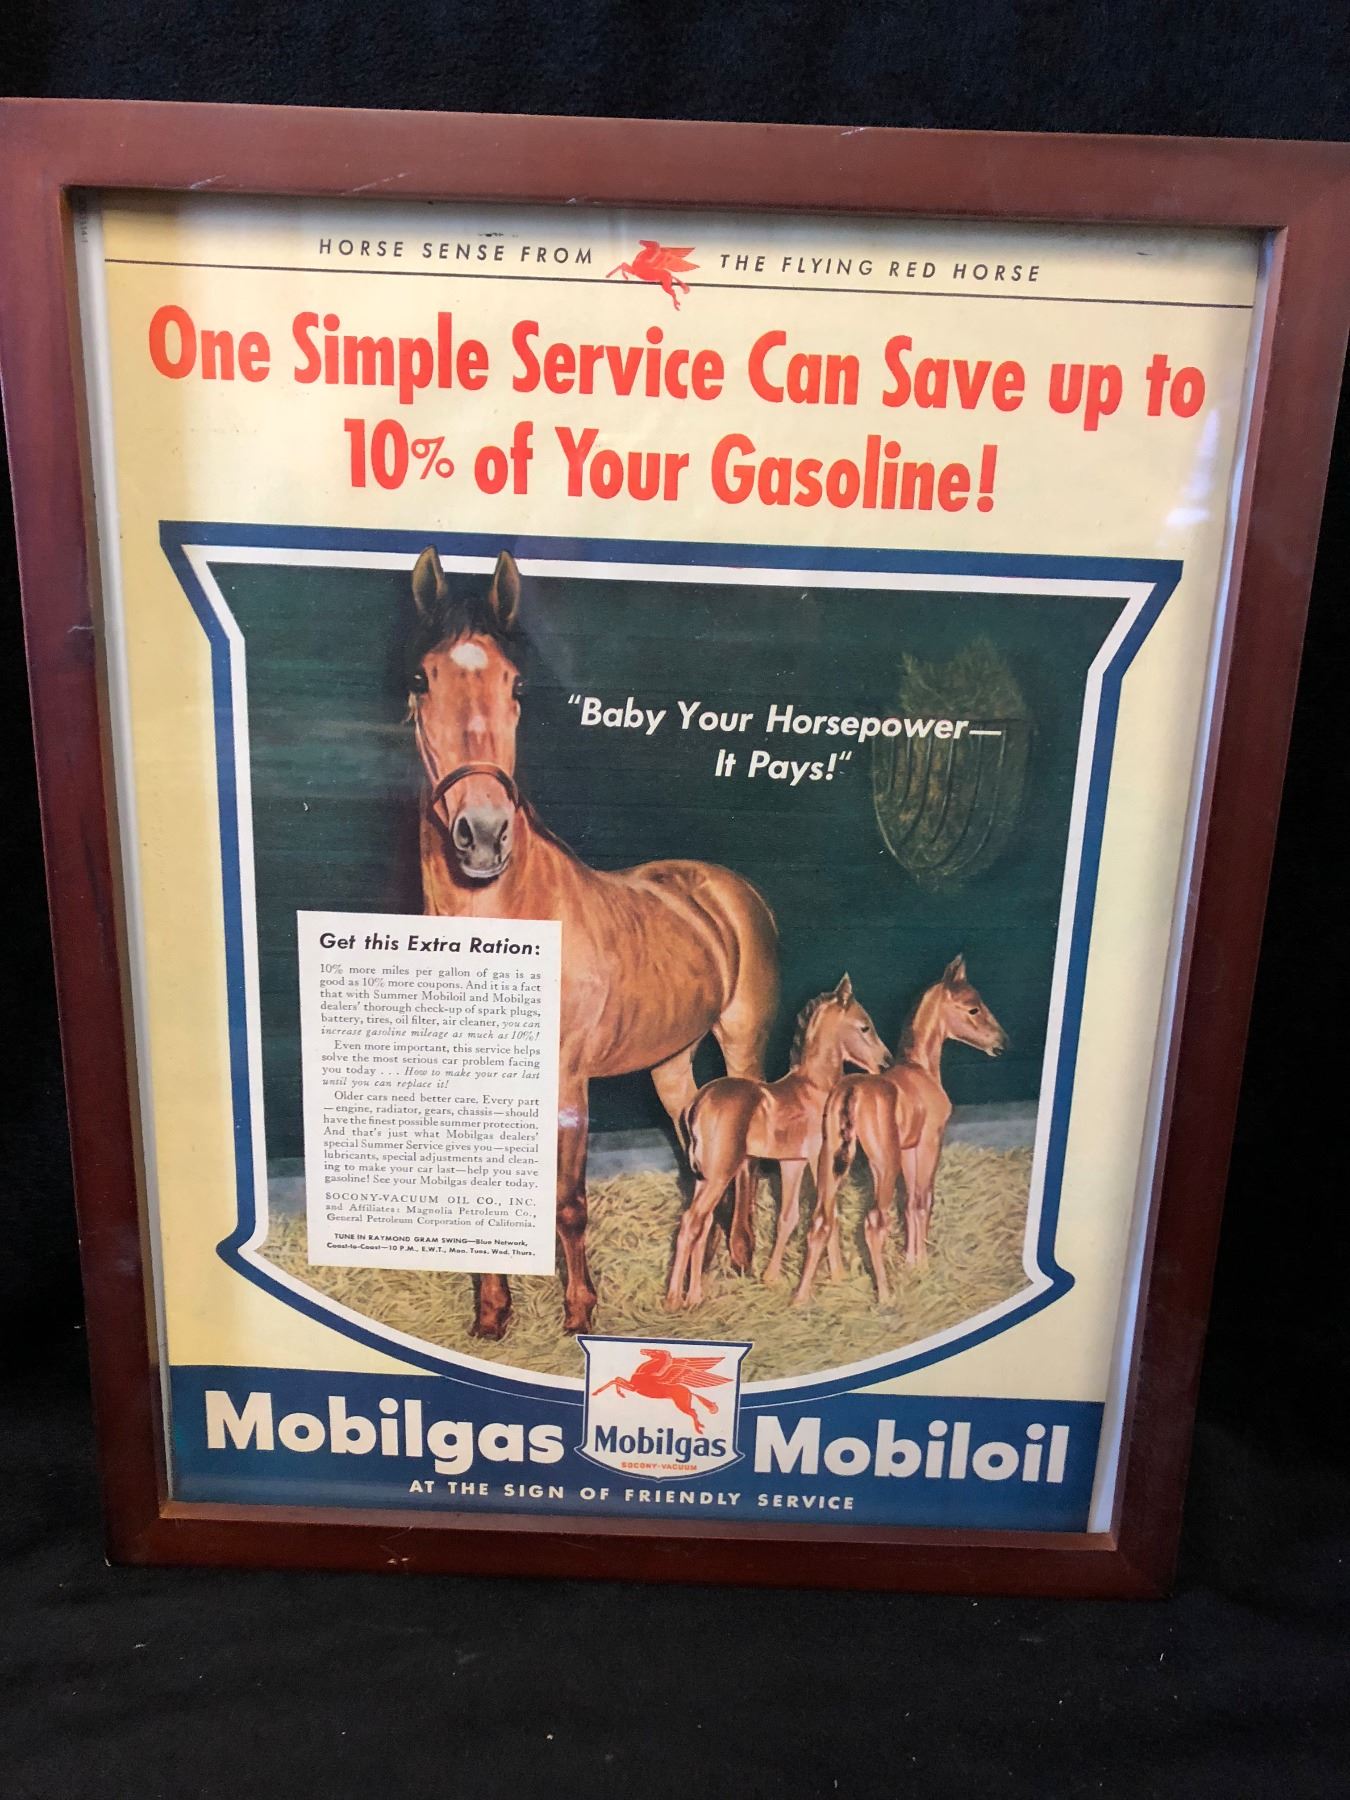 HORSE SENSE FROM THE FLYING RED HORSE
One Simple Service Can Save up to
10% of Your Gasoline!
“Baby Your Horsepower—
It Pays!“
Get this Extra Ration:
10% more miles per gallon of gas is as
good as 10% more coupons. And it is a fact
that with Summer Mobiloil and Mobilgas
dealers' thorough check-up of spark plugs,
battery, tires, oil filter, air cleaner, you can
increase gasoline mileage as much as 10%!
Even more important, this service helps
solve the most serious car problem facing
you today . . . How to make your car last
until you can replace it!
Older cars need better care. Every part
—engine, radiator, gears, chassis—should
have the finest possible summer protection.
And that's just what Mobilgas dealers'
special Summer Service gives you—special
lubricants, special adjustments and clean-
ing to make your car last—help you save
gasoline! See your Mobilgas dealer today.
SOCONY-VACUUM OIL CO., INC.
and Affiliates: Magnolia Petroleum Co.,
General Petroleum Corporation of California.
TUNE IN RAYMOND GRAM SWING—Blue Network,
Coast-to-Coast—10 P.M., E.W.T., Mon. Tues. Wed. Thurs.
Mobilgas
Mobilgas
SOCONY-VACUUM
Mobiloil
AT THE SIGN OF FRIENDLY SERVICE